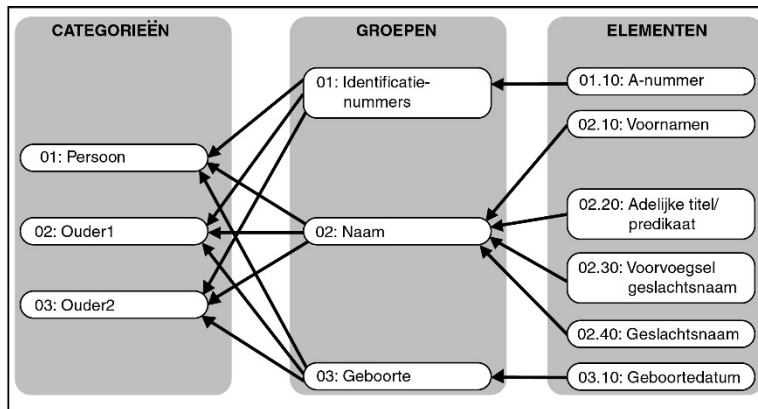 CATEGORIEËN
01: Persoon
02: Ouder1
03: Ouder2
GROEPEN
01: Identificatie-
nummers
02: Naam
03: Geboorte
ELEMENTEN
01.10: A-nummer
02.10: Voornamen
02.20: Adelijke titel/
predikaat
02.30: Voorvoegsel
geslachtsnaam
02.40: Geslachtsnaam
03.10: Geboortedatum